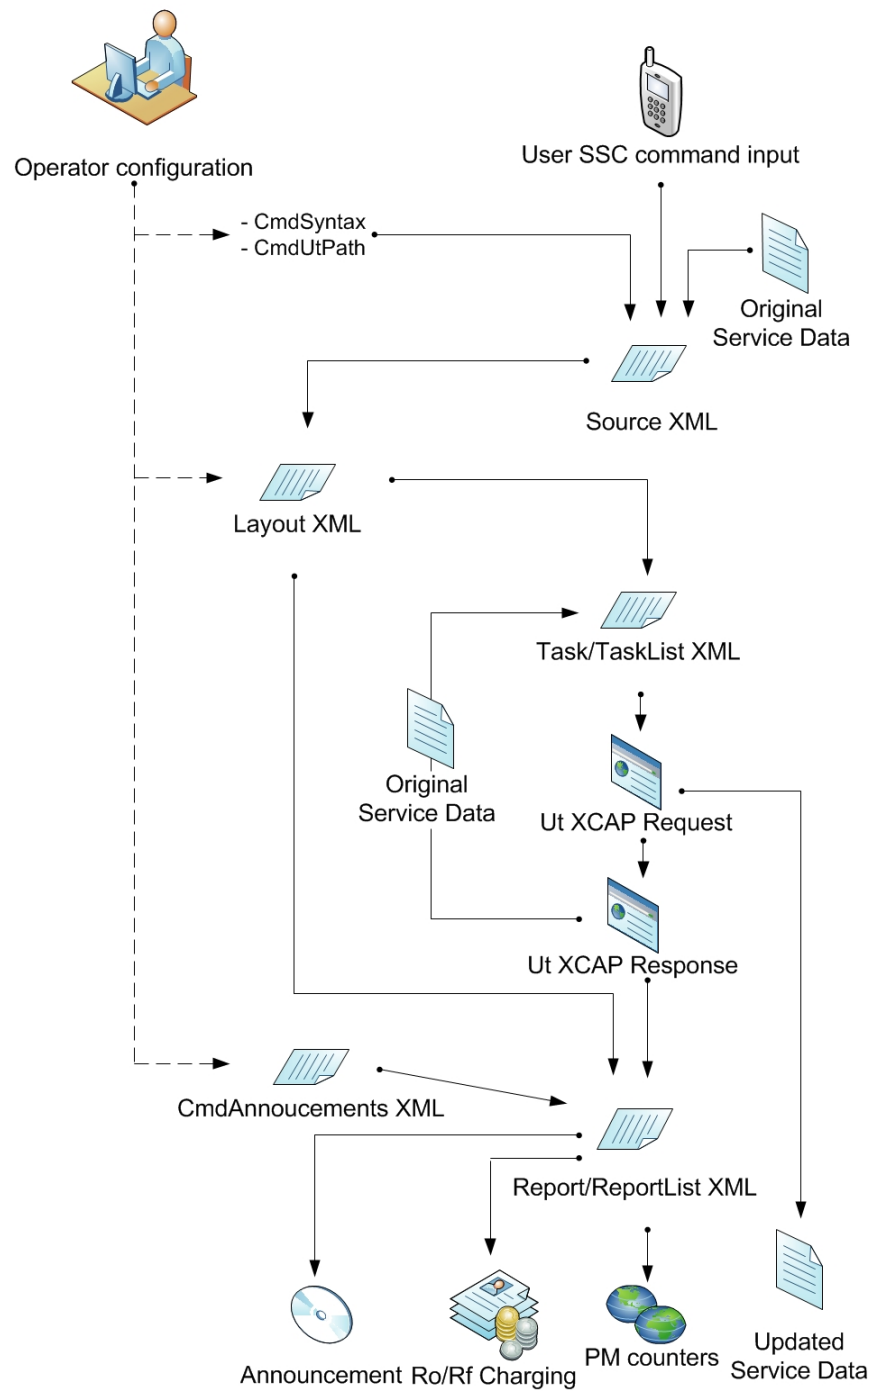 Operator configuration
User SSC command input
- CmdSyntax
- CmdUtPath
Original
Service Data
Source XML
Layout XML
Task/TaskList XML
Original
Service Data
Ut XCAP Request
Ut XCAP Response
CmdAnnoucements XML
Report/ReportList XML
Announcement
Ro/Rf Charging
PM counters
Updated
Service Data